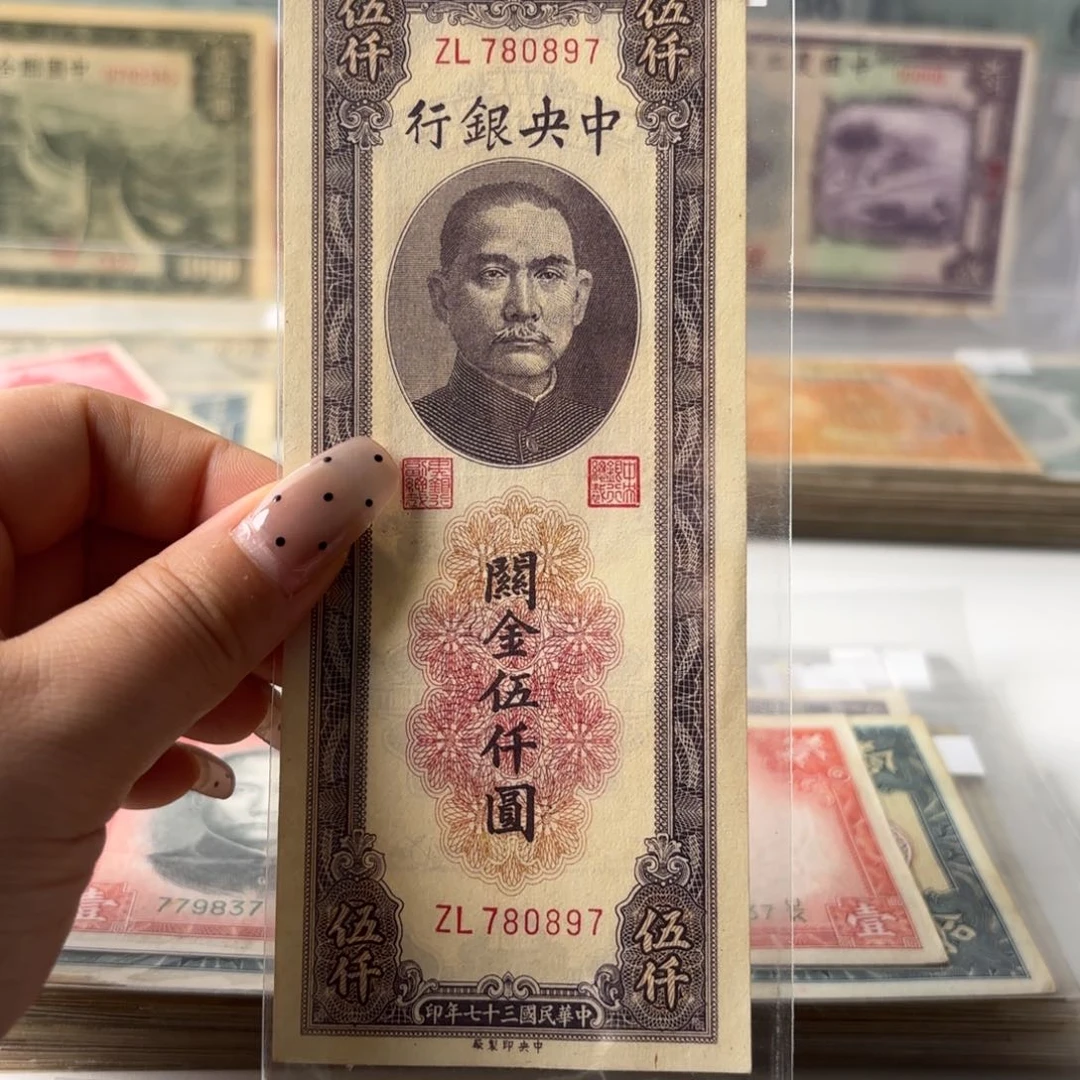 伍仟
伍仟
ZL 780897
中央銀行
關金伍仟圓
ZL 780897
伍仟
伍仟
中華民國三十七年印
中央印製廠
壹
779837
壹